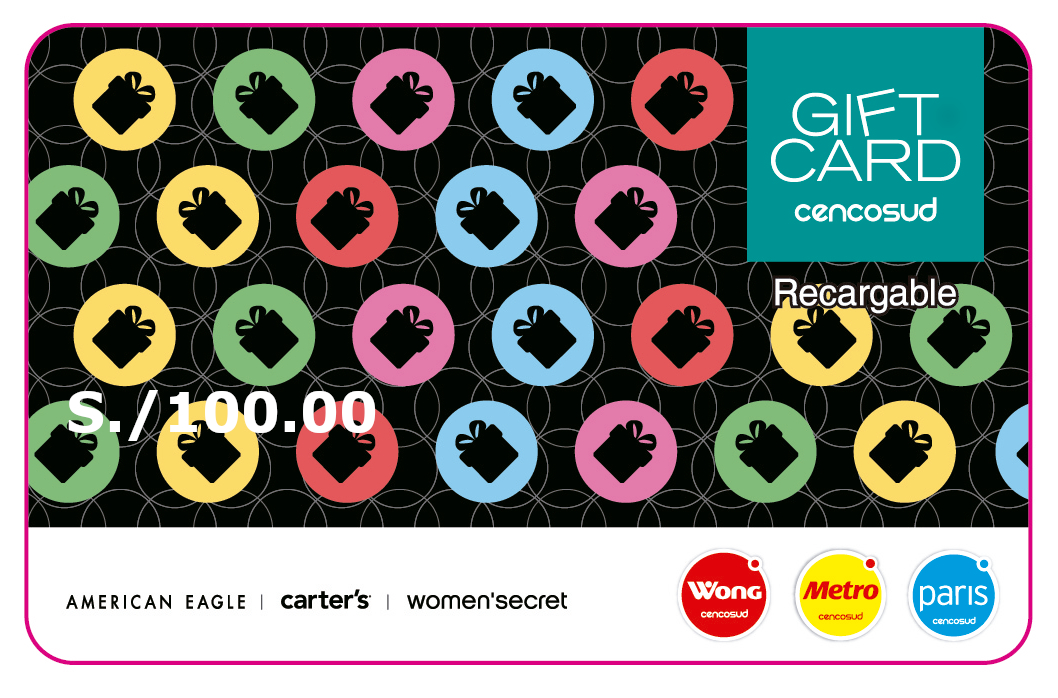 GIFT
CARD
cencosud
Recargable
S./100.00
AMERICAN EAGLE | carter's | women'secret
Wong
cencosud
Metro
cencosud
paris
cencosud